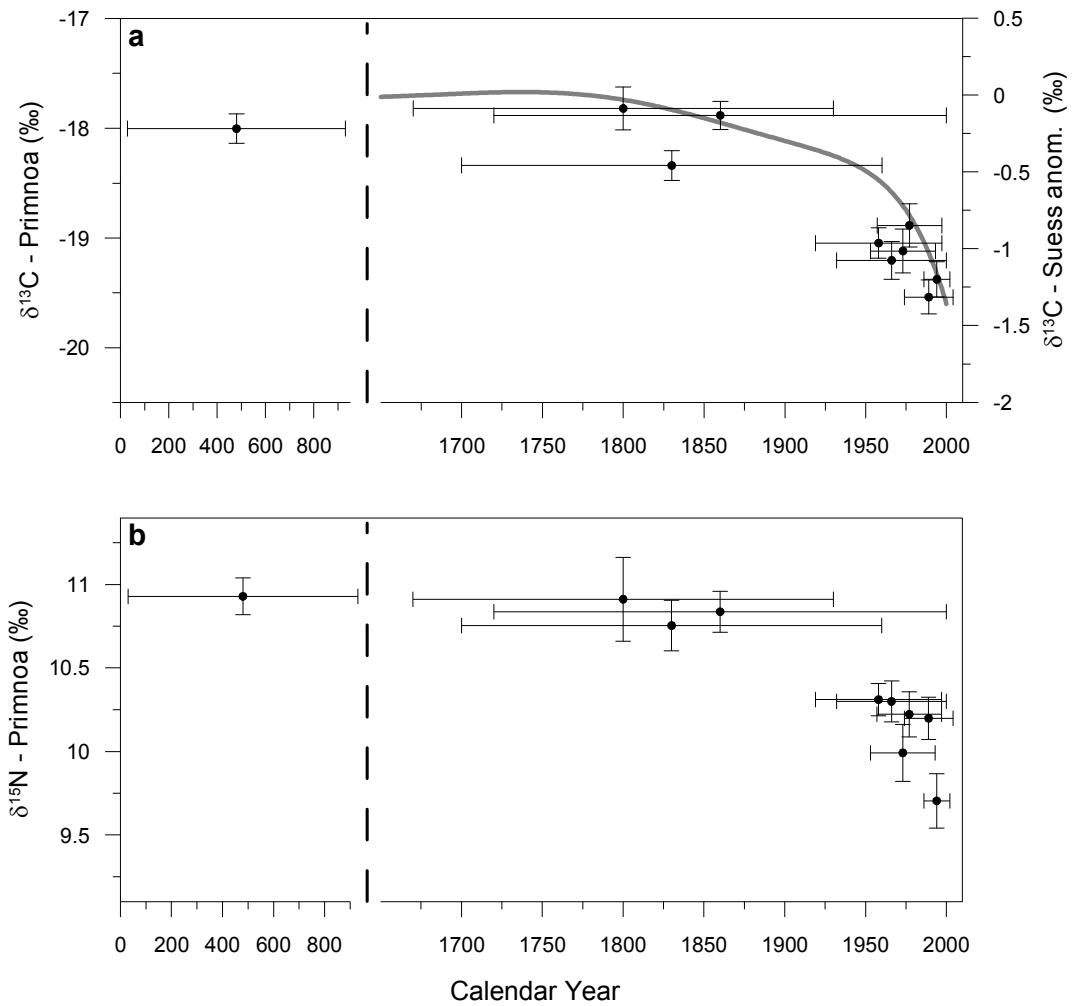 a
-17
-18
-19
-20
δ¹³C - Primnoa (‰)
0.5
0
-0.5
-1
-1.5
-2
δ¹³C - Suess anom. (‰)
0 200 400 600 800 1700 1750 1800 1850 1900 1950 2000
b
11
10.5
10
9.5
δ¹⁵N - Primnoa (‰)
0 200 400 600 800 1700 1750 1800 1850 1900 1950 2000
Calendar Year